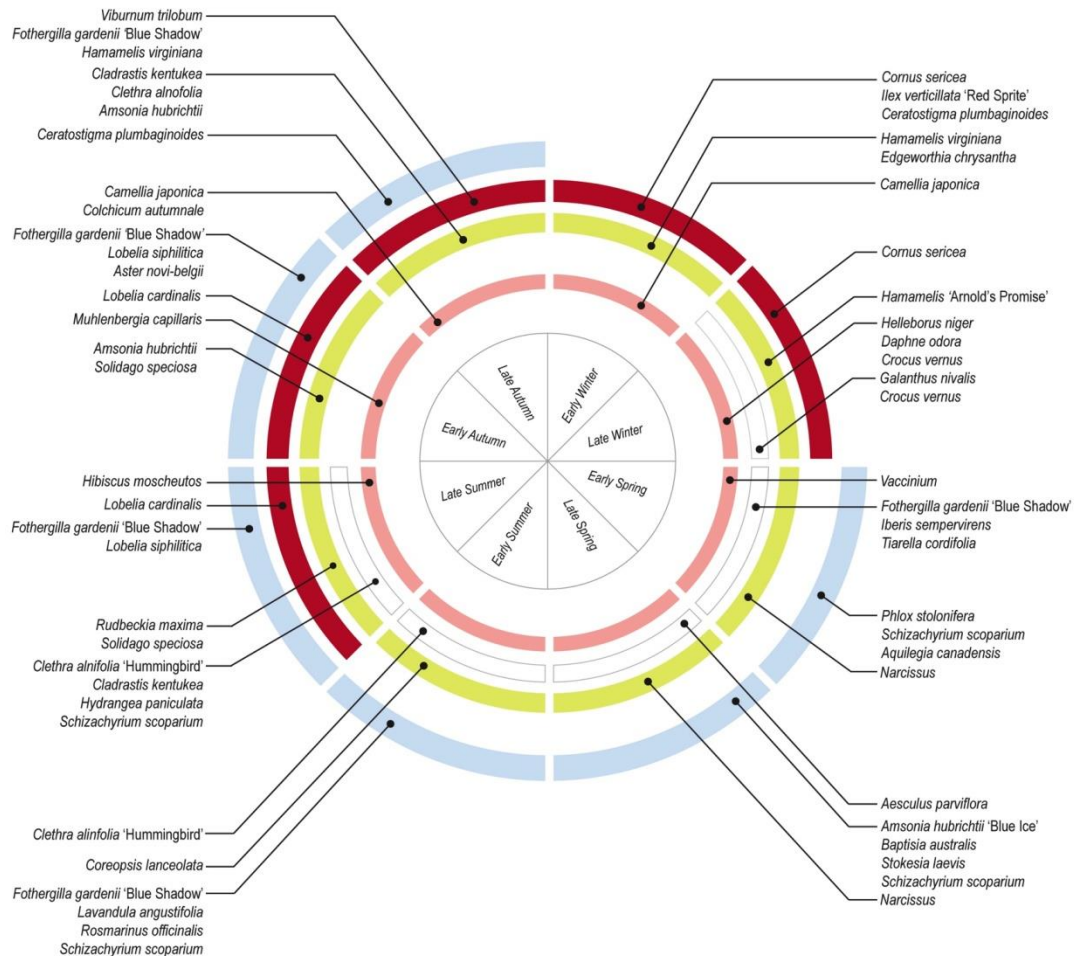 Viburnum trilobum
Fothergilla gardenii 'Blue Shadow'
Hamamelis virginiana
Cladrastis kentukea
Clethra alnofolia
Amsonia hubrichtii
Ceratostigma plumbaginoides
Camellia japonica
Colchicum autumnale
Fothergilla gardenii 'Blue Shadow'
Lobelia siphilitica
Aster novi-belgii
Lobelia cardinalis
Muhlenbergia capillaris
Amsonia hubrichtii
Solidago speciosa
Hibiscus moscheutos
Lobelia cardinalis
Fothergilla gardenii 'Blue Shadow'
Lobelia siphilitica
Rudbeckia maxima
Solidago speciosa
Clethra alnifolia 'Hummingbird'
Cladrastis kentukea
Hydrangea paniculata
Schizachyrium scoparium
Clethra alinfolia 'Hummingbird'
Coreopsis lanceolata
Fothergilla gardenii 'Blue Shadow'
Lavandula angustifolia
Rosmarinus officinalis
Schizachyrium scoparium
Late Autumn
Early Winter
Early Autumn
Late Winter
Late Summer
Early Spring
Early Summer
Late Spring
Cornus sericea
Ilex verticillata 'Red Sprite'
Ceratostigma plumbaginoides
Hamamelis virginiana
Edgeworthia chrysantha
Camellia japonica
Cornus sericea
Hamamelis 'Arnold's Promise'
Helleborus niger
Daphne odora
Crocus vernus
Galanthus nivalis
Crocus vernus
Vaccinium
Fothergilla gardenii 'Blue Shadow'
Iberis sempervirens
Tiarella cordifolia
Phlox stolonifera
Schizachyrium scoparium
Aquilegia canadensis
Narcissus
Aesculus parviflora
Amsonia hubrichtii 'Blue Ice'
Baptisia australis
Stokesia laevis
Schizachyrium scoparium
Narcissus